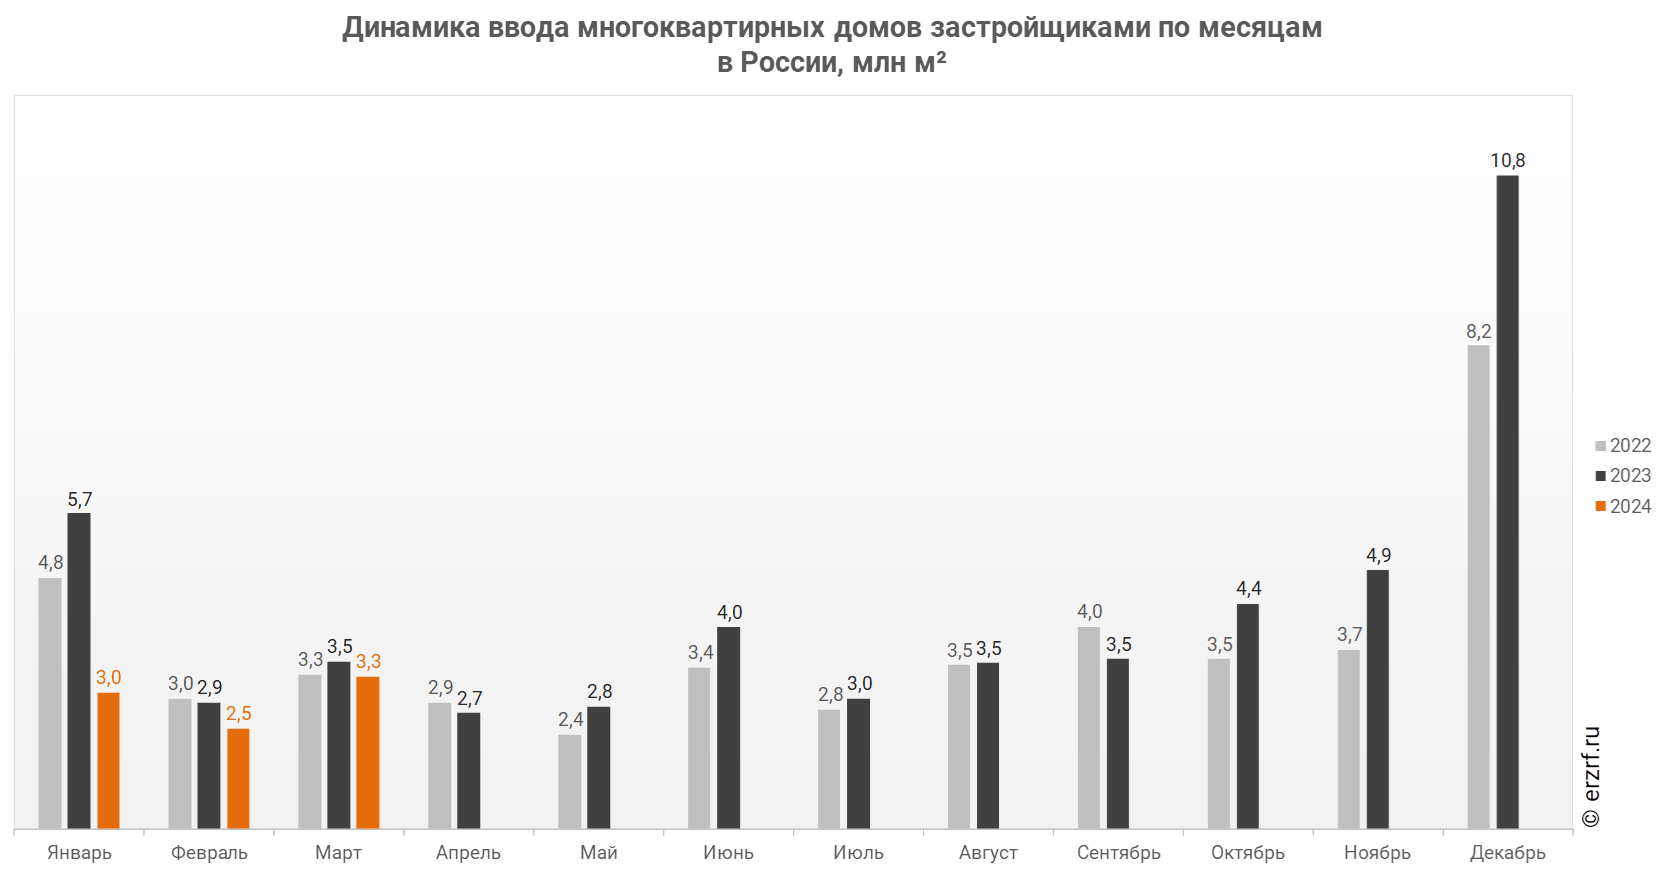 Динамика ввода многоквартирных домов застройщиками по месяцам
в России, млн м²
4,8 5,7 3,0
3,0 2,9 2,5
3,3 3,5 3,3
2,9 2,7
2,4 2,8
3,4 4,0
2,8 3,0
3,5 3,5
4,0 3,5
3,5 4,4
3,7 4,9
8,2 10,8
Январь Февраль Март Апрель Май Июнь Июль Август Сентябрь Октябрь Ноябрь Декабрь
2022
2023
2024
© erzrf.ru